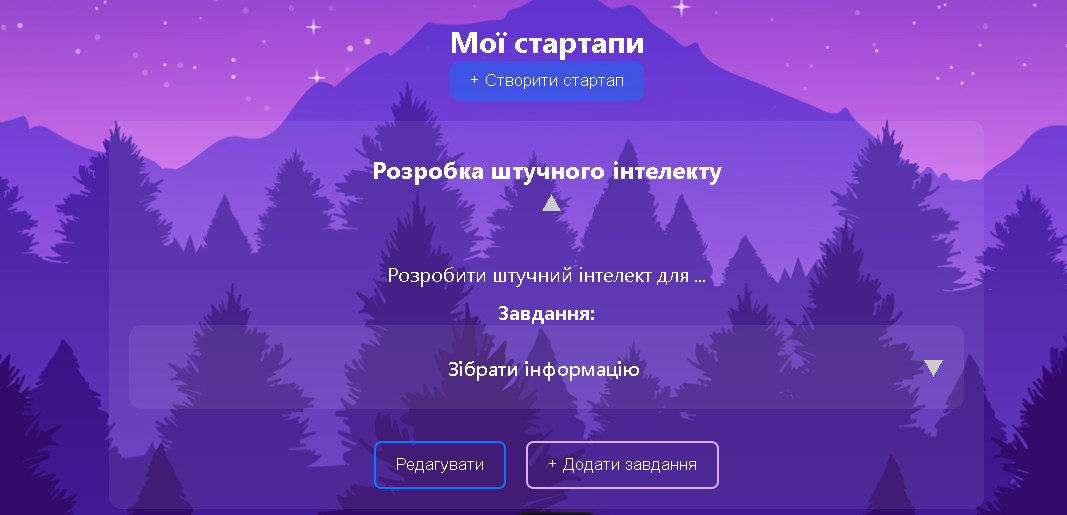 Мої стартапи
+ Створити стартап
Розробка штучного інтелекту
Розробити штучний інтелект для ...
Завдання:
Зібрати інформацію
Редагувати
+ Додати завдання